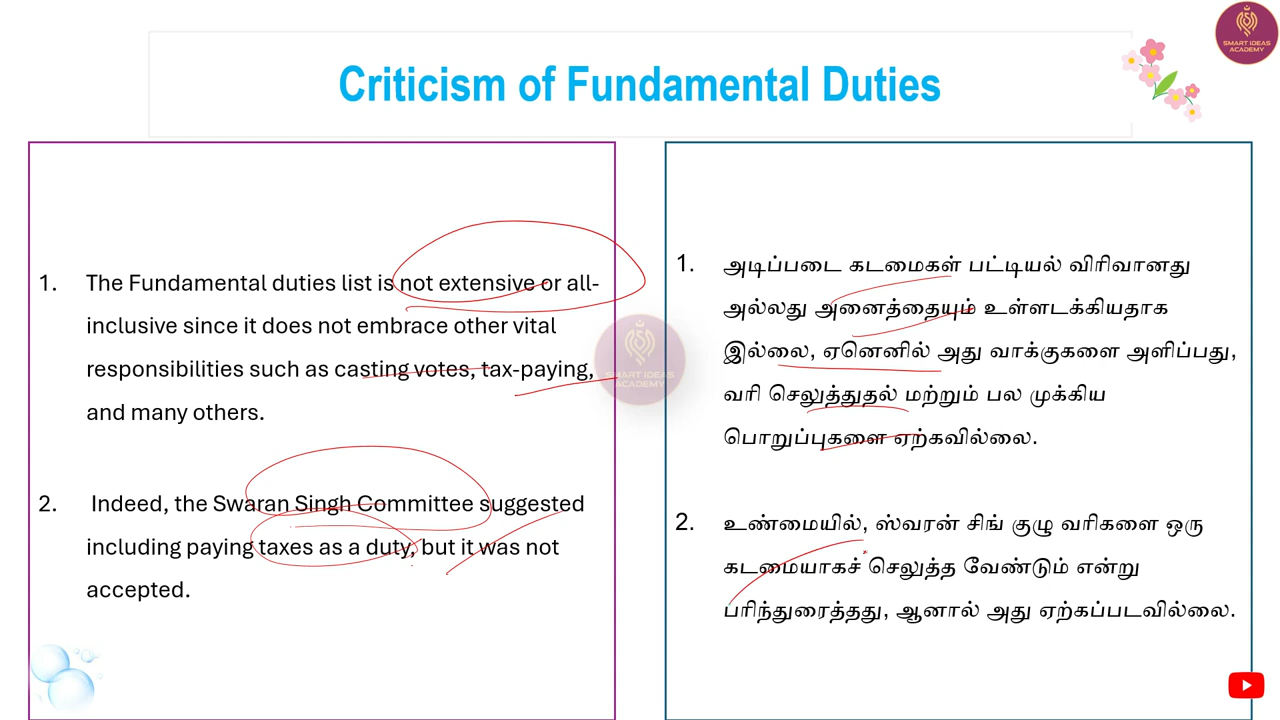 SMART IDEAS
ACADEMY
Criticism of Fundamental Duties
1. The Fundamental duties list is not extensive or all-
inclusive since it does not embrace other vital
responsibilities such as casting votes, tax-paying,
and many others.
2. Indeed, the Swaran Singh Committee suggested
including paying taxes as a duty, but it was not
accepted.
SMART IDEAS
ACADEMY
1. அடிப்படை கடமைகள் பட்டியல் விரிவானது
அல்லது அனைத்தையும் உள்ளடக்கியதாக
இல்லை, ஏனெனில் அது வாக்குகளை அளிப்பது,
வரி செலுத்துதல் மற்றும் பல முக்கிய
பொறுப்புகளை ஏற்கவில்லை.
2. உண்மையில், ஸ்வரன் சிங் குழு வரிகளை ஒரு
கடமையாகச் செலுத்த வேண்டும் என்று
பரிந்துரைத்தது, ஆனால் அது ஏற்கப்படவில்லை.